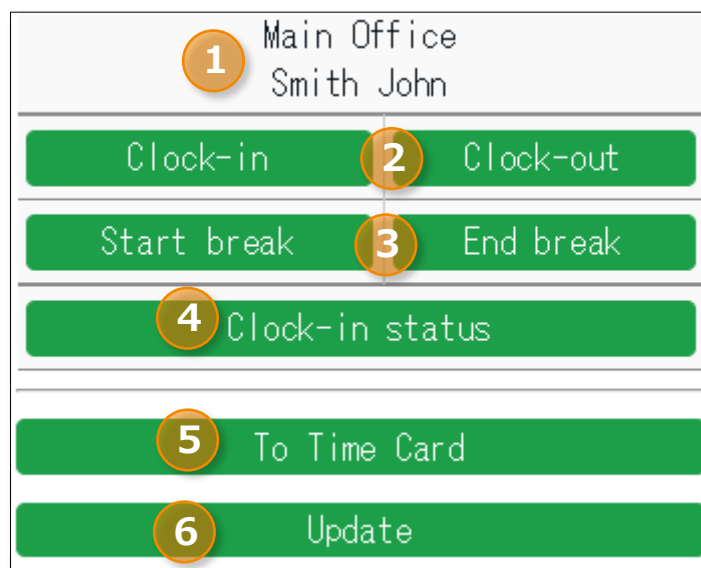 Main Office
1
Smith John
Clock-in 2 Clock-out
Start break 3 End break
4 Clock-in status
5 To Time Card
6 Update